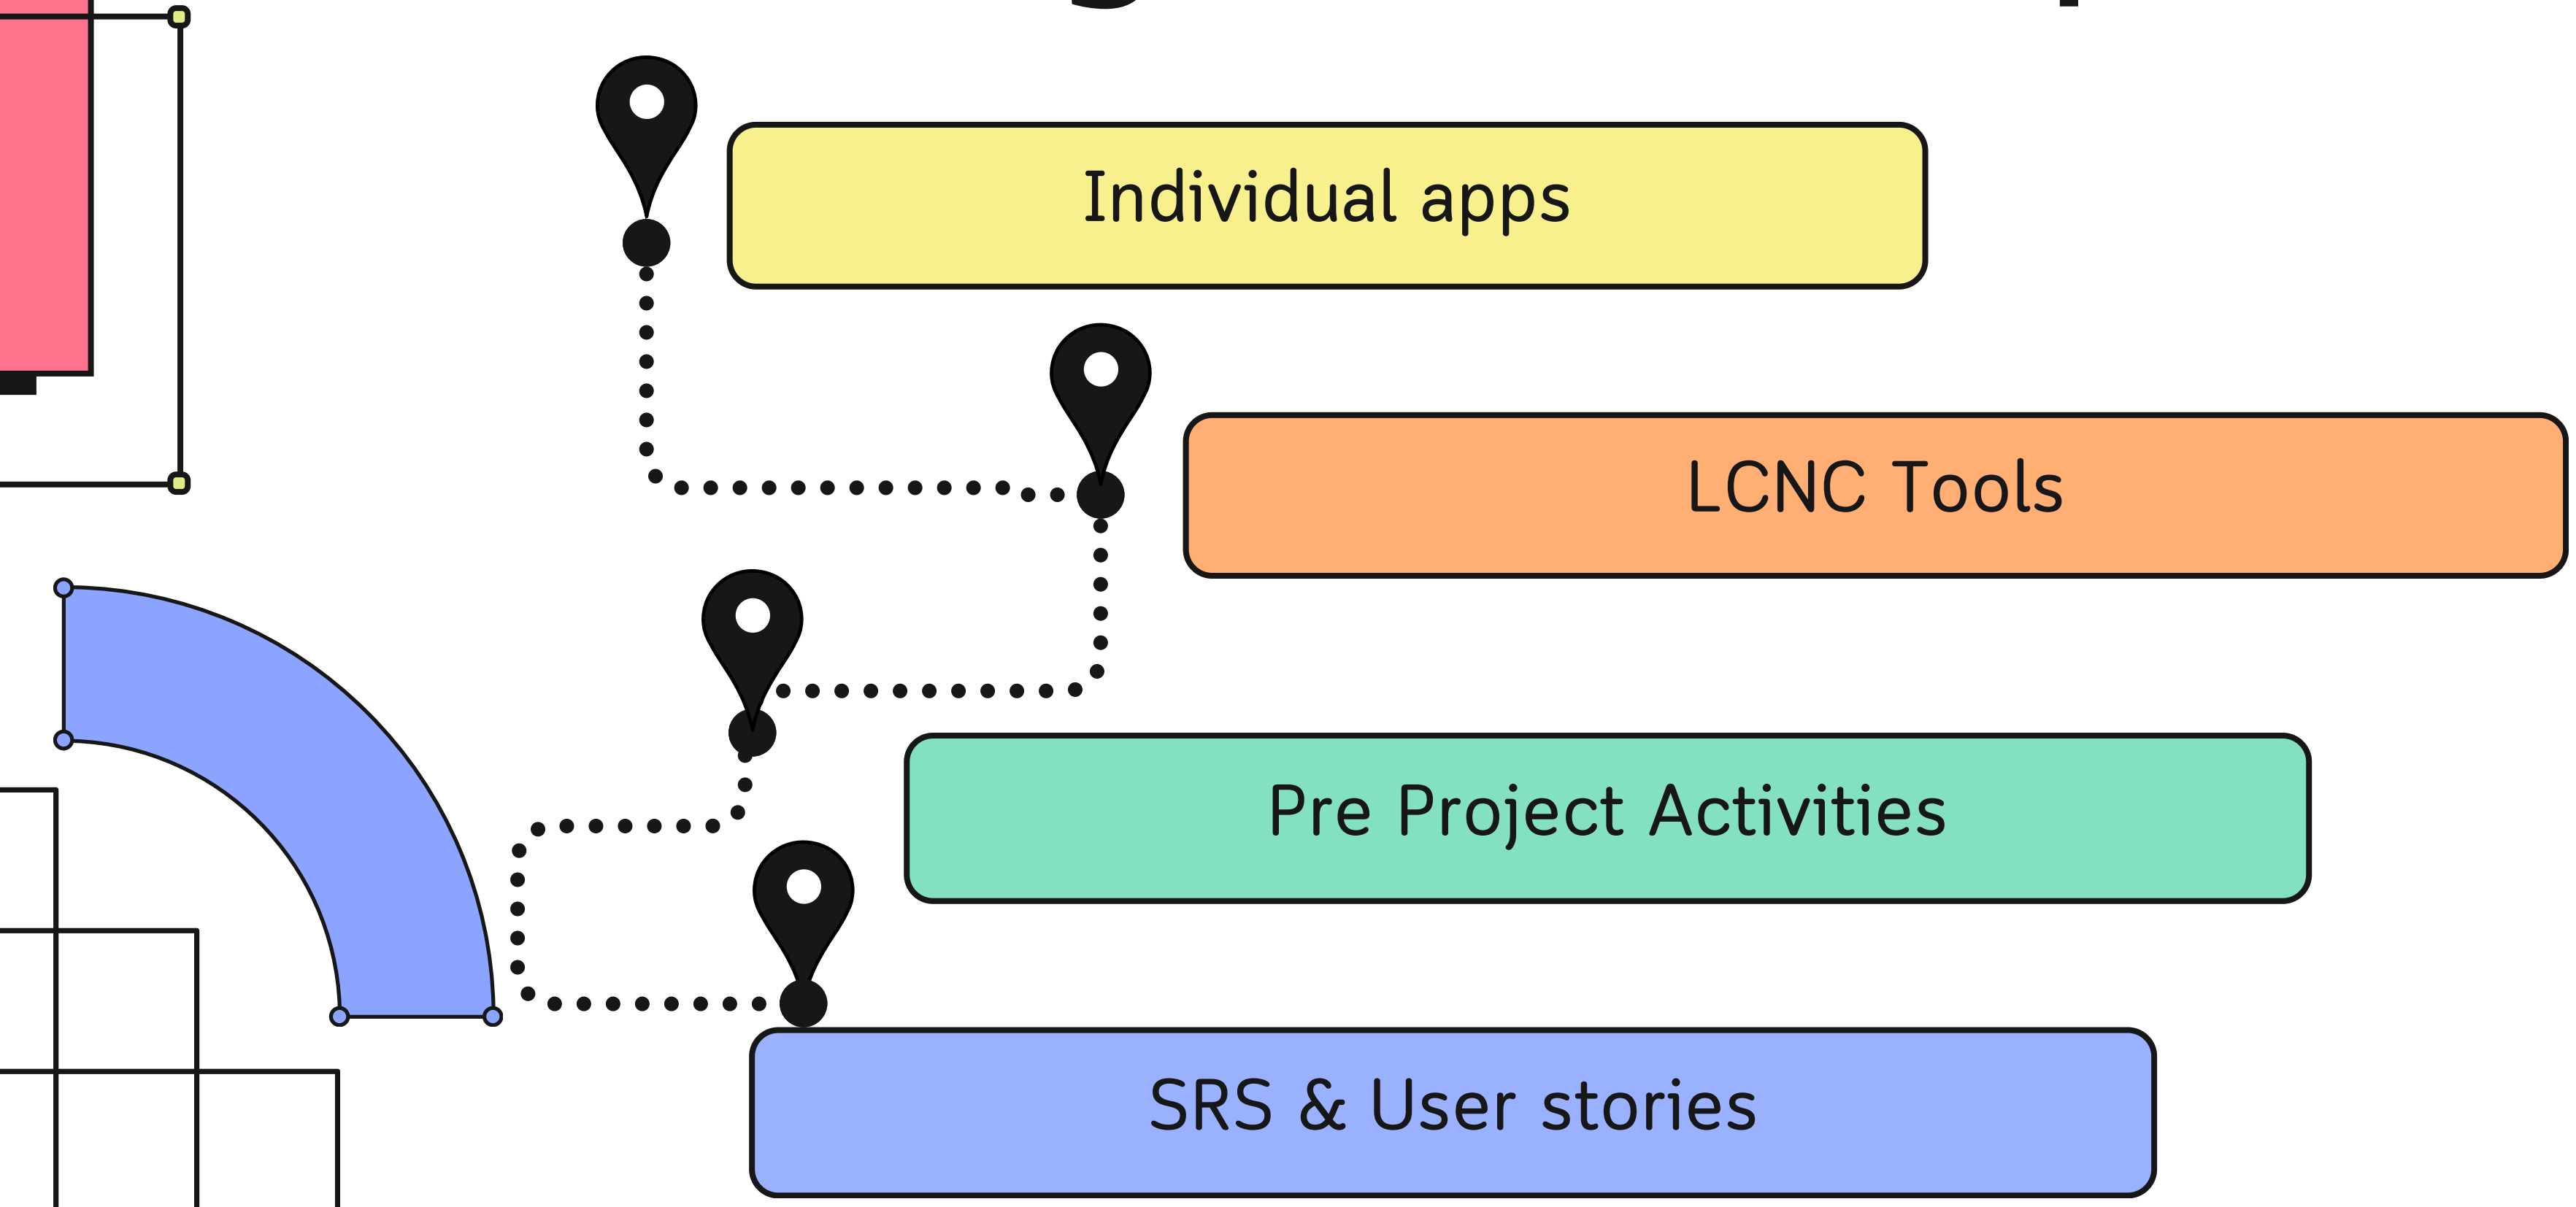 Individual apps
LCNC Tools
Pre Project Activities
SRS & User stories